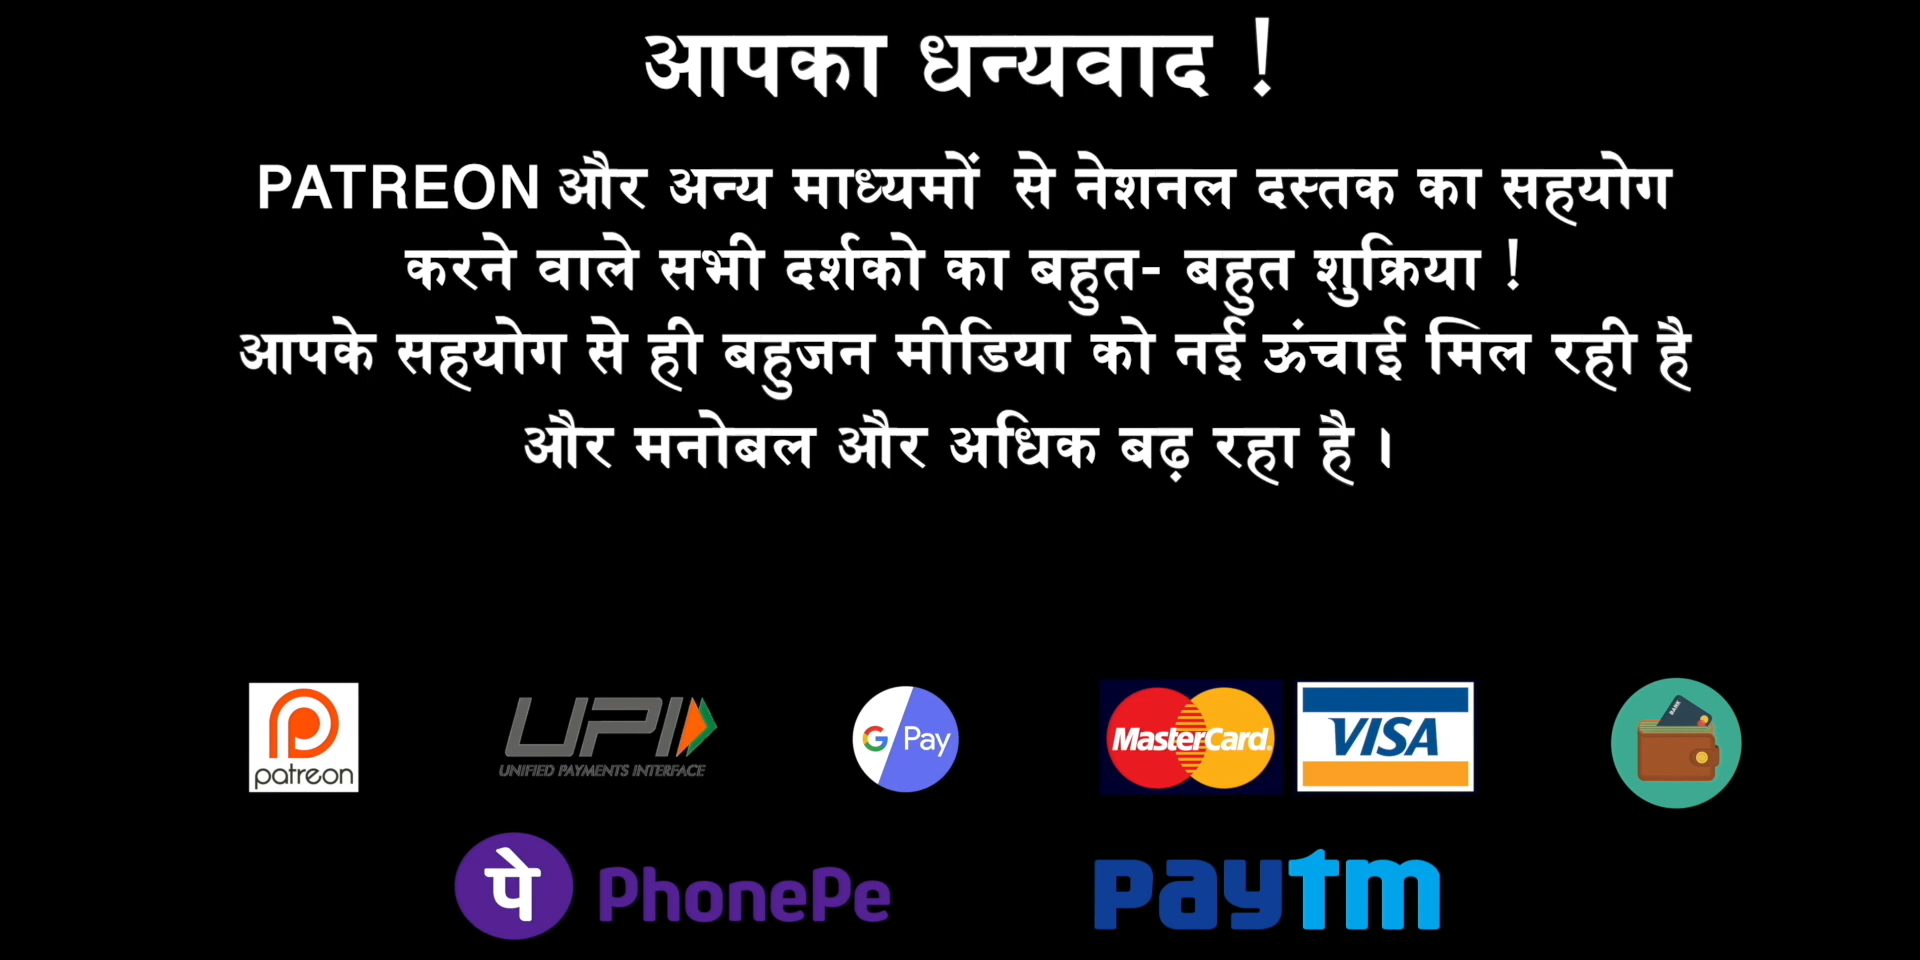 आपका धन्यवाद !
PATREON और अन्य माध्यमों से नेशनल दस्तक का सहयोग
करने वाले सभी दर्शको का बहुत- बहुत शुक्रिया !
आपके सहयोग से ही बहुजन मीडिया को नई ऊंचाई मिल रही है
और मनोबल और अधिक बढ़ रहा है ।
patreon
UPI
UNIFIED PAYMENTS INTERFACE
G Pay
MasterCard
VISA
BANK
पे PhonePe
paytm